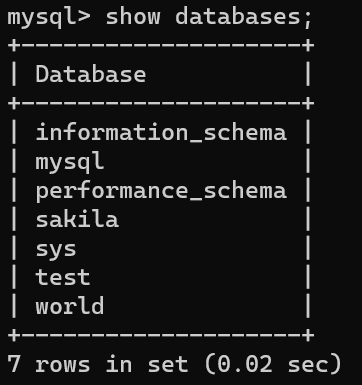 mysql> show databases;
+--------------------+
| Database           |
+--------------------+
| information_schema |
| mysql              |
| performance_schema |
| sakila             |
| sys                |
| test               |
| world              |
+--------------------+
7 rows in set (0.02 sec)